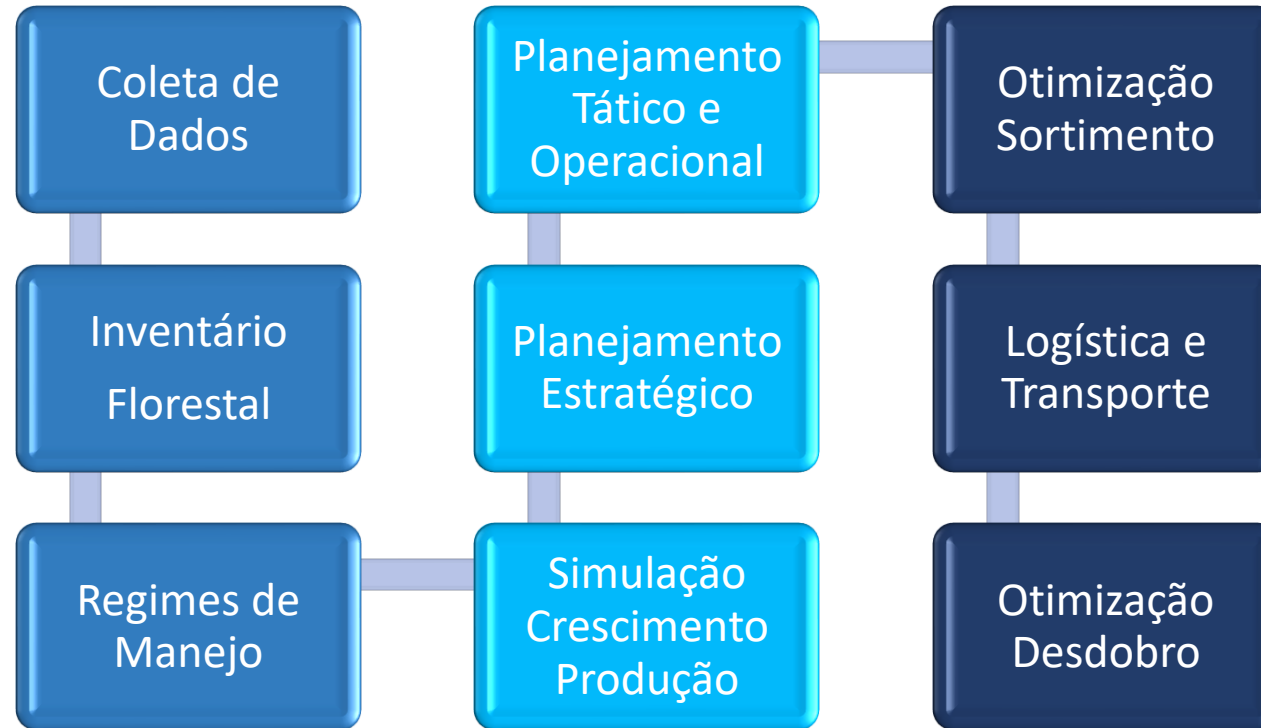 Coleta de
Dados
Inventário
Florestal
Regimes de
Manejo
Simulação
Crescimento
Produção
Planejamento
Estratégico
Planejamento
Tático e
Operacional
Otimização
Sortimento
Logística e
Transporte
Otimização
Desdobro